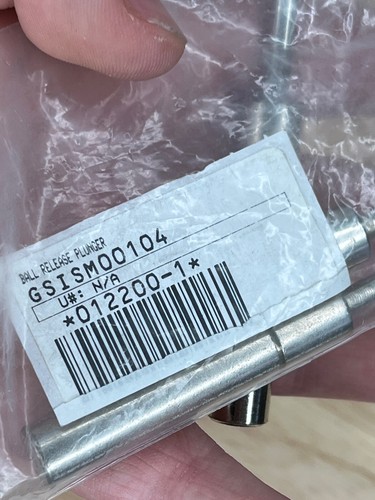 BALL RELEASE PLUNGER
GSISM00104
U#: N/A
*012200-1*